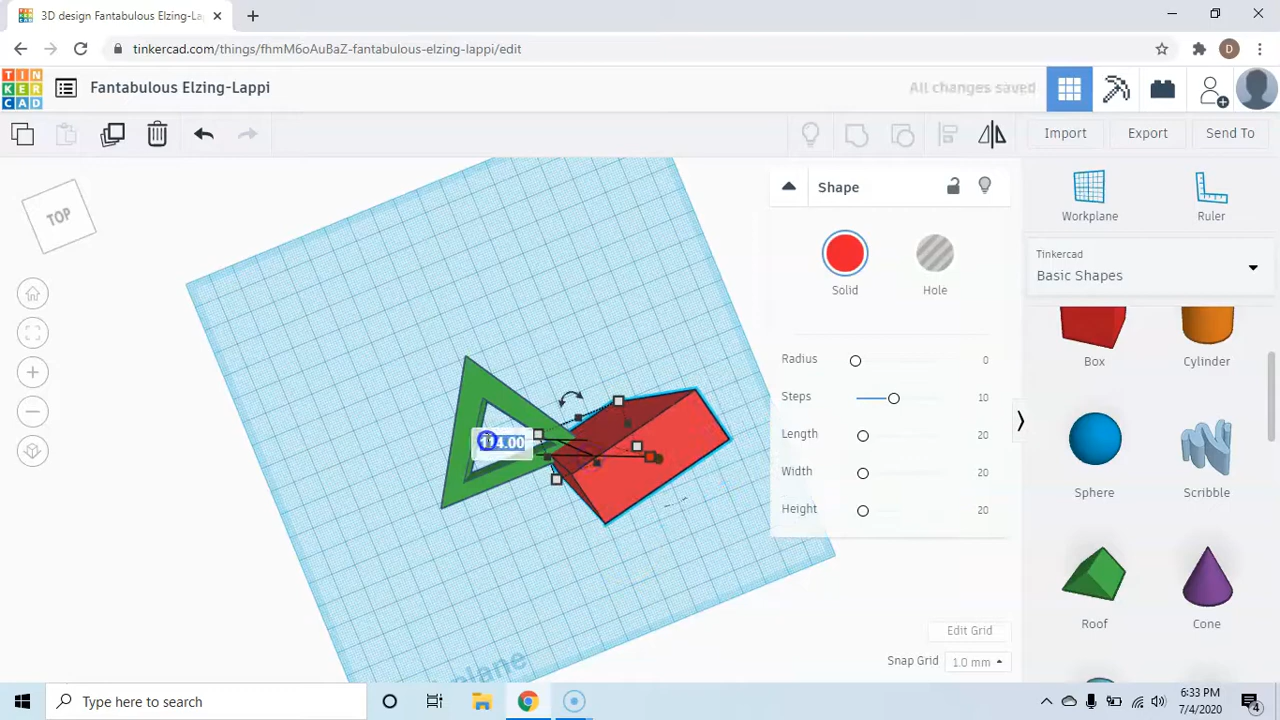 3D design Fantabulous Elzing-La
tinkercad.com/things/fhmM6oAuBaZ-fantabulous-elzing-lappi/edit
D
TIN
KER
CAD
Fantabulous Elzing-Lappi
All changes saved
Import
Export
Send To
TOP
Shape
Solid
Hole
Radius 0
Steps 10
Length 20
Width 20
Height 20
114.00
Workplane
Ruler
Tinkercad
Basic Shapes
Box
Cylinder
Sphere
Scribble
Roof
Cone
Edit Grid
Snap Grid 1.0 mm
Type here to search
6:33 PM
7/4/2020
4